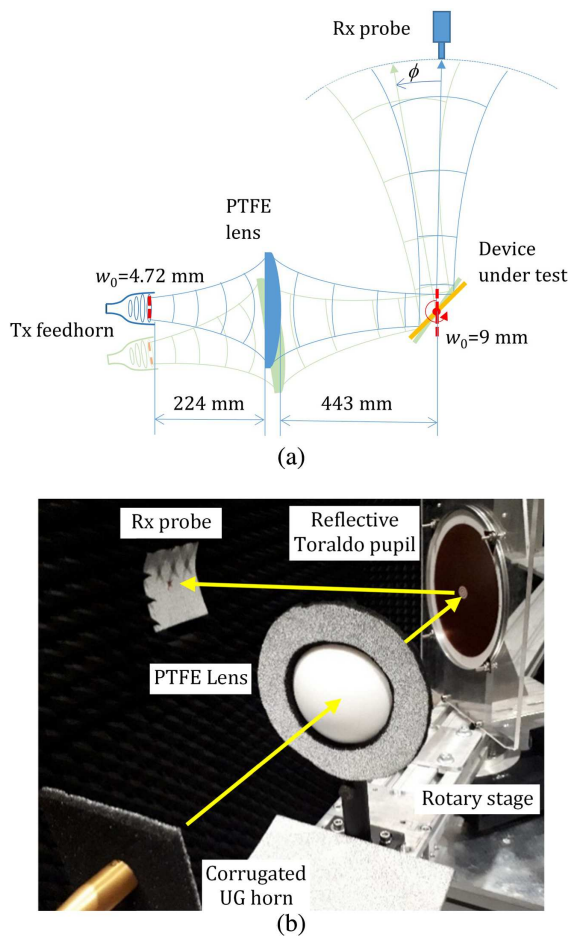 Rx probe
ϕ
PTFE
lens
w₀=4.72 mm
Device
under test
Tx feedhorn
w₀=9 mm
224 mm
443 mm
(a)
Rx probe
Reflective
Toraldo pupil
PTFE Lens
Rotary stage
Corrugated
UG horn
(b)